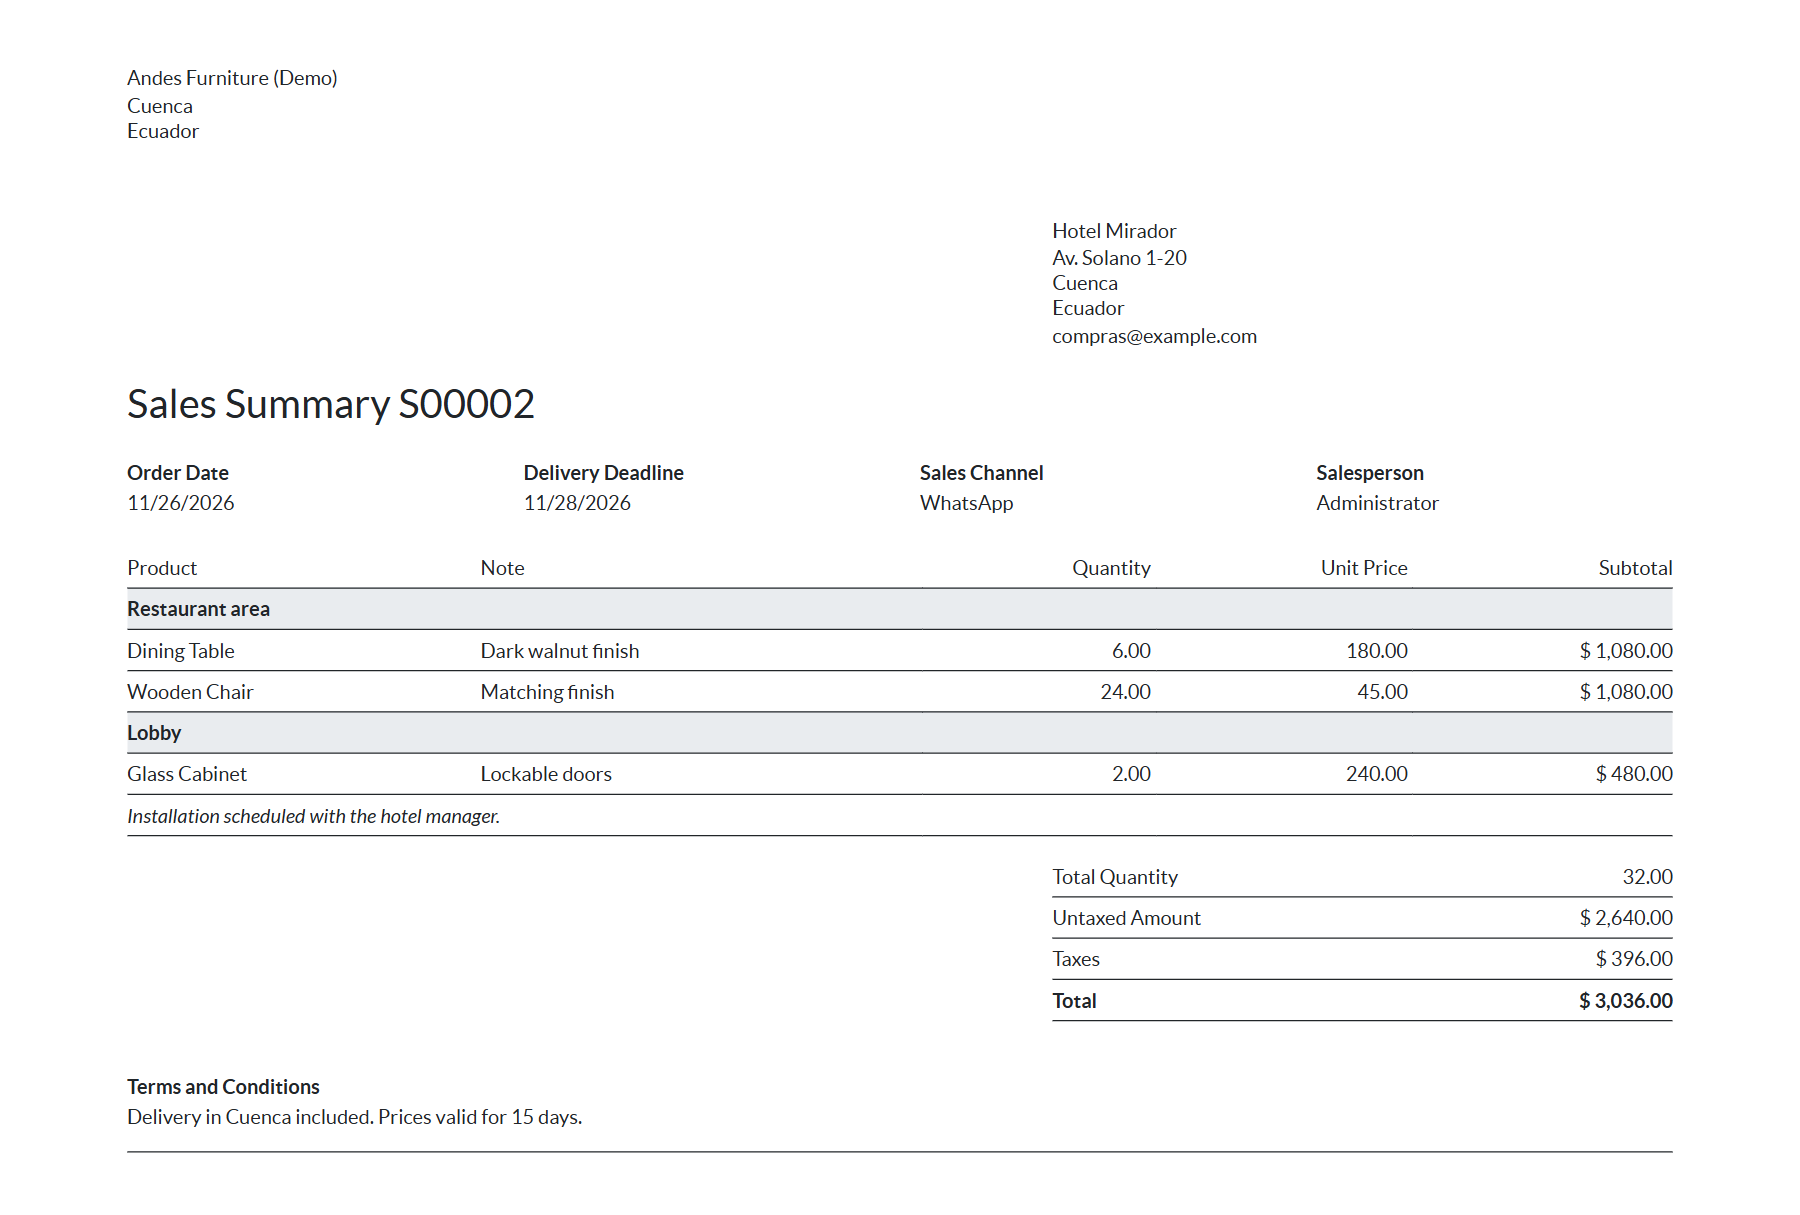 Andes Furniture (Demo)
Cuenca
Ecuador
Hotel Mirador
Av. Solano 1-20
Cuenca
Ecuador
compras@example.com
Sales Summary S00002
Order Date Delivery Deadline Sales Channel Salesperson
11/26/2026 11/28/2026 WhatsApp Administrator
Product Note Quantity Unit Price Subtotal
Restaurant area
Dining Table Dark walnut finish 6.00 180.00 $ 1,080.00
Wooden Chair Matching finish 24.00 45.00 $ 1,080.00
Lobby
Glass Cabinet Lockable doors 2.00 240.00 $ 480.00
Installation scheduled with the hotel manager.
Total Quantity 32.00
Untaxed Amount $ 2,640.00
Taxes $ 396.00
Total $ 3,036.00
Terms and Conditions
Delivery in Cuenca included. Prices valid for 15 days.